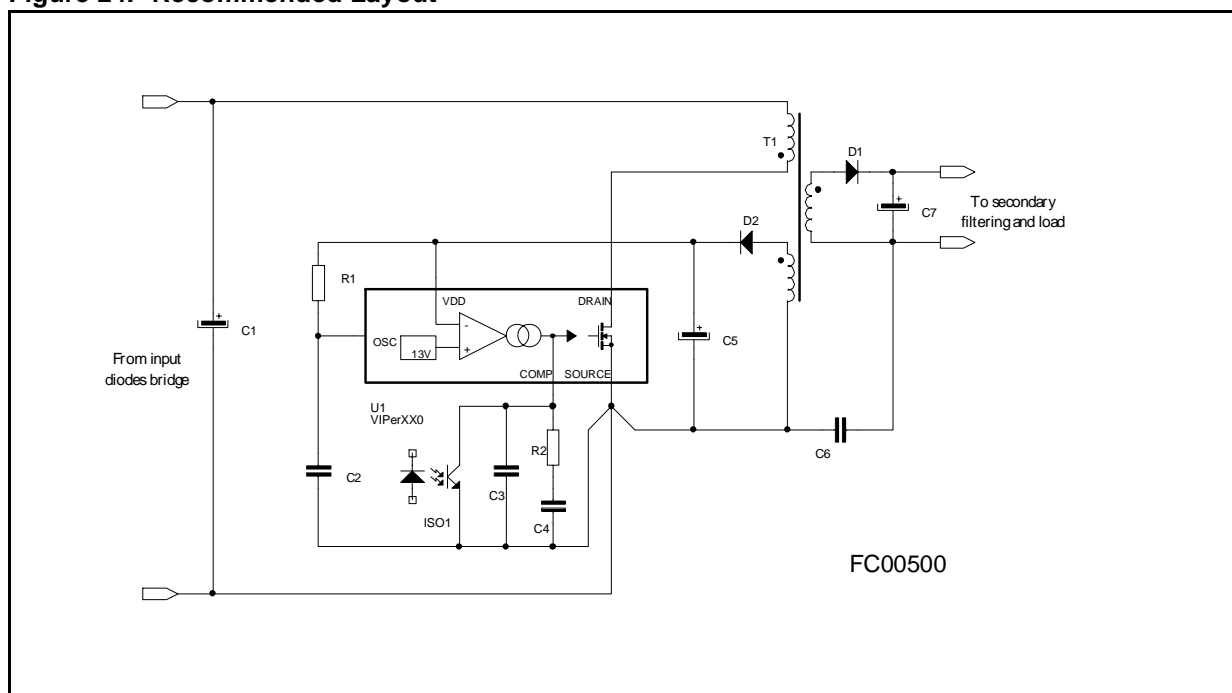 Figure 24. Recommended Layout
T1
D1
+
C7
To secondary
filtering and load
D2
R1
VDD
DRAIN
-
+
OSC
13V
COMP
SOURCE
+
C1
+
C5
From input
diodes bridge
U1
VIPerXX0
R2
C6
C2
C3
ISO1
C4
FC00500